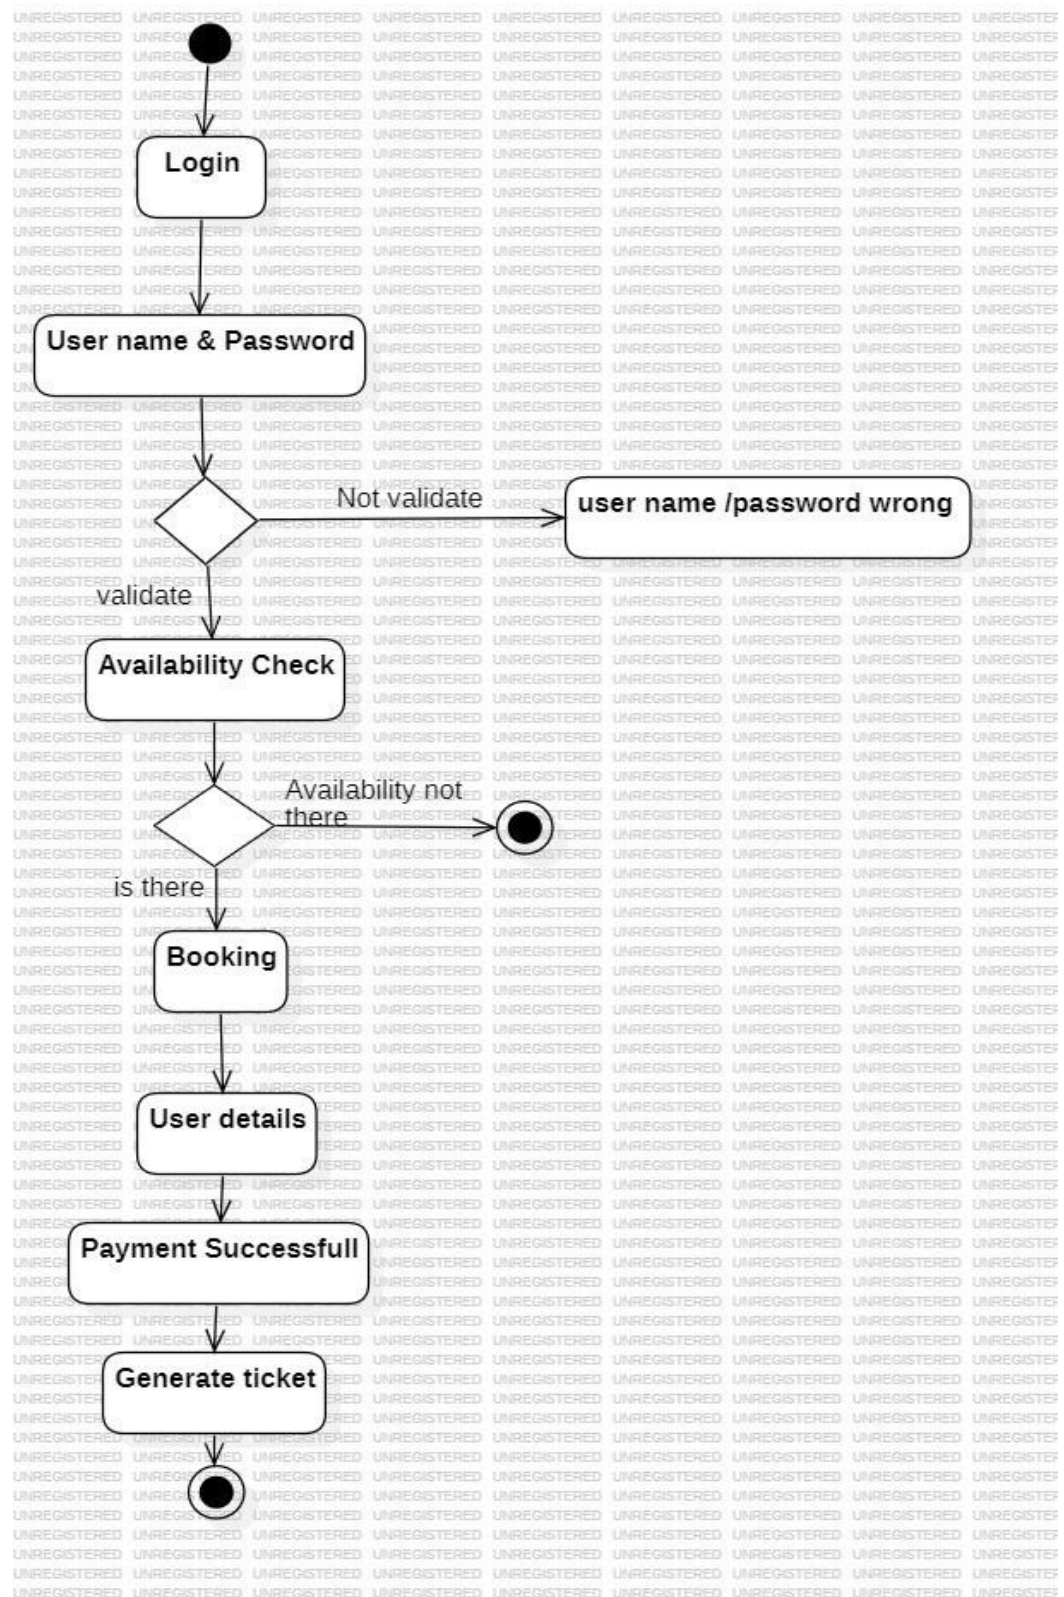 Login
User name & Password
Not validate
user name /password wrong
validate
Availability Check
Availability not
there
is there
Booking
User details
Payment Successfull
Generate ticket
UNREGISTERED